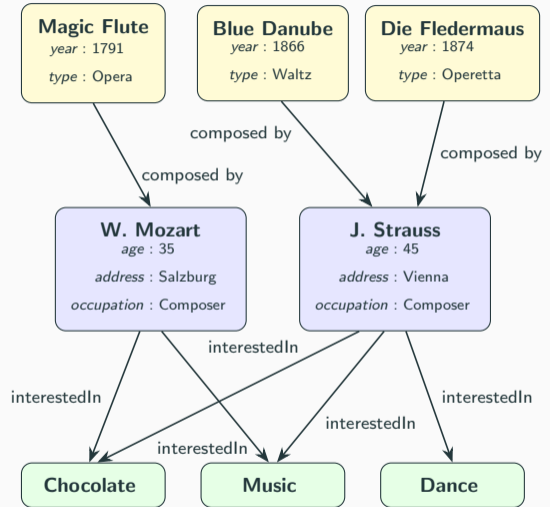 Magic Flute
year : 1791
type : Opera
Blue Danube
year : 1866
type : Waltz
Die Fledermaus
year : 1874
type : Operetta
composed by
composed by
composed by
W. Mozart
age : 35
address : Salzburg
occupation : Composer
J. Strauss
age : 45
address : Vienna
occupation : Composer
interestedIn
interestedIn
interestedIn
interestedIn
interestedIn
Chocolate
Music
Dance